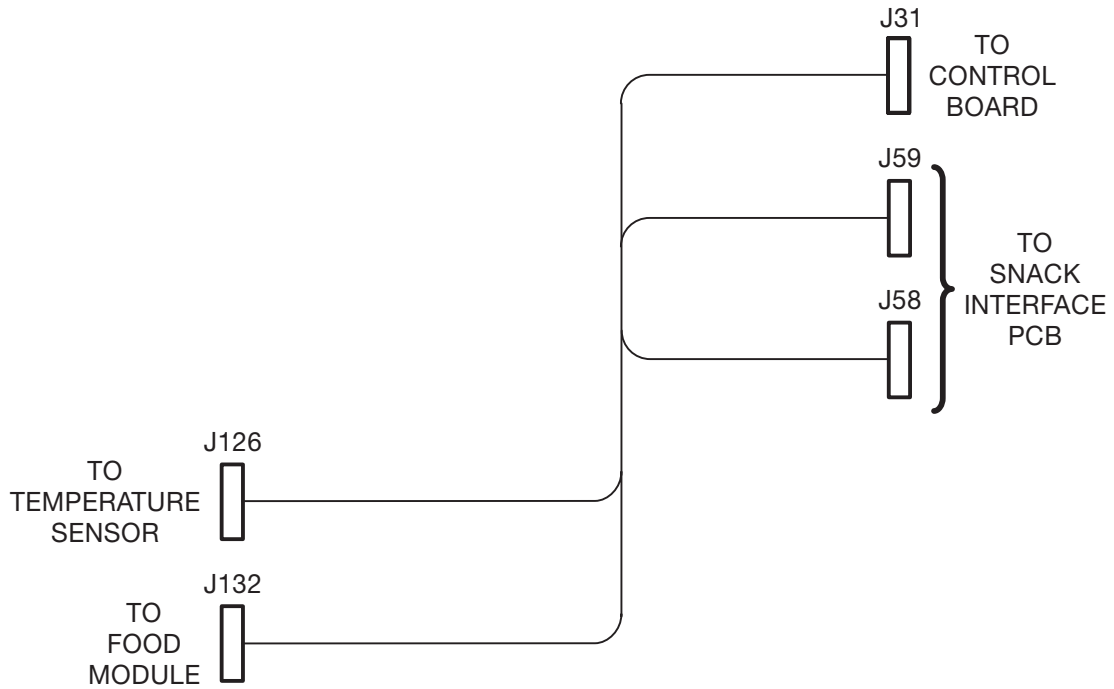 J31
TO
CONTROL
BOARD
J59
J58
TO
SNACK
INTERFACE
PCB
J126
TO
TEMPERATURE
SENSOR
J132
TO
FOOD
MODULE